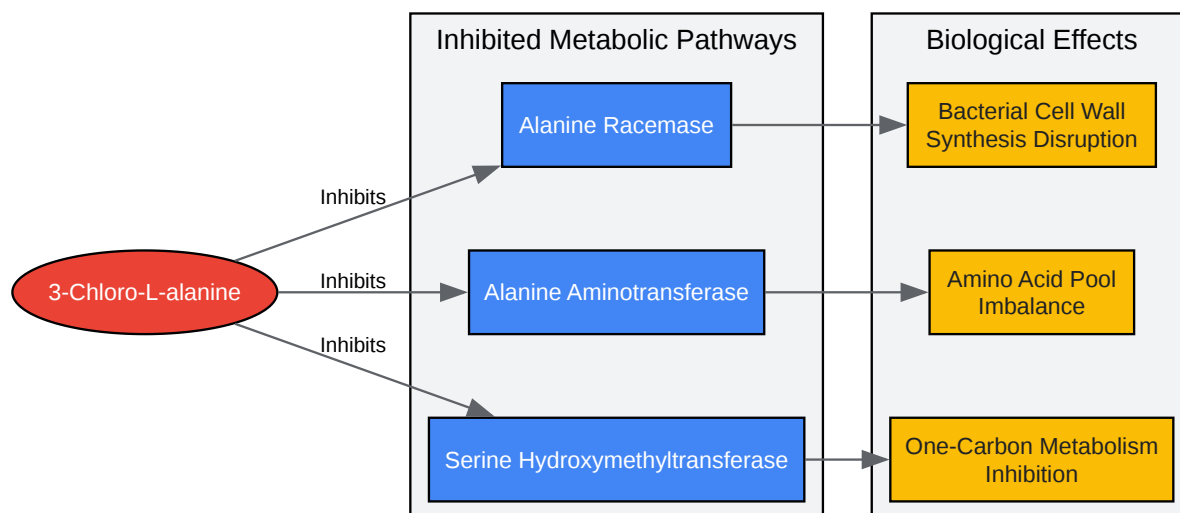 Inhibited Metabolic Pathways
Biological Effects
Alanine Racemase
Bacterial Cell Wall
Synthesis Disruption
Inhibits
3-Chloro-L-alanine
Inhibits
Alanine Aminotransferase
Amino Acid Pool
Imbalance
Inhibits
Serine Hydroxymethyltransferase
One-Carbon Metabolism
Inhibition